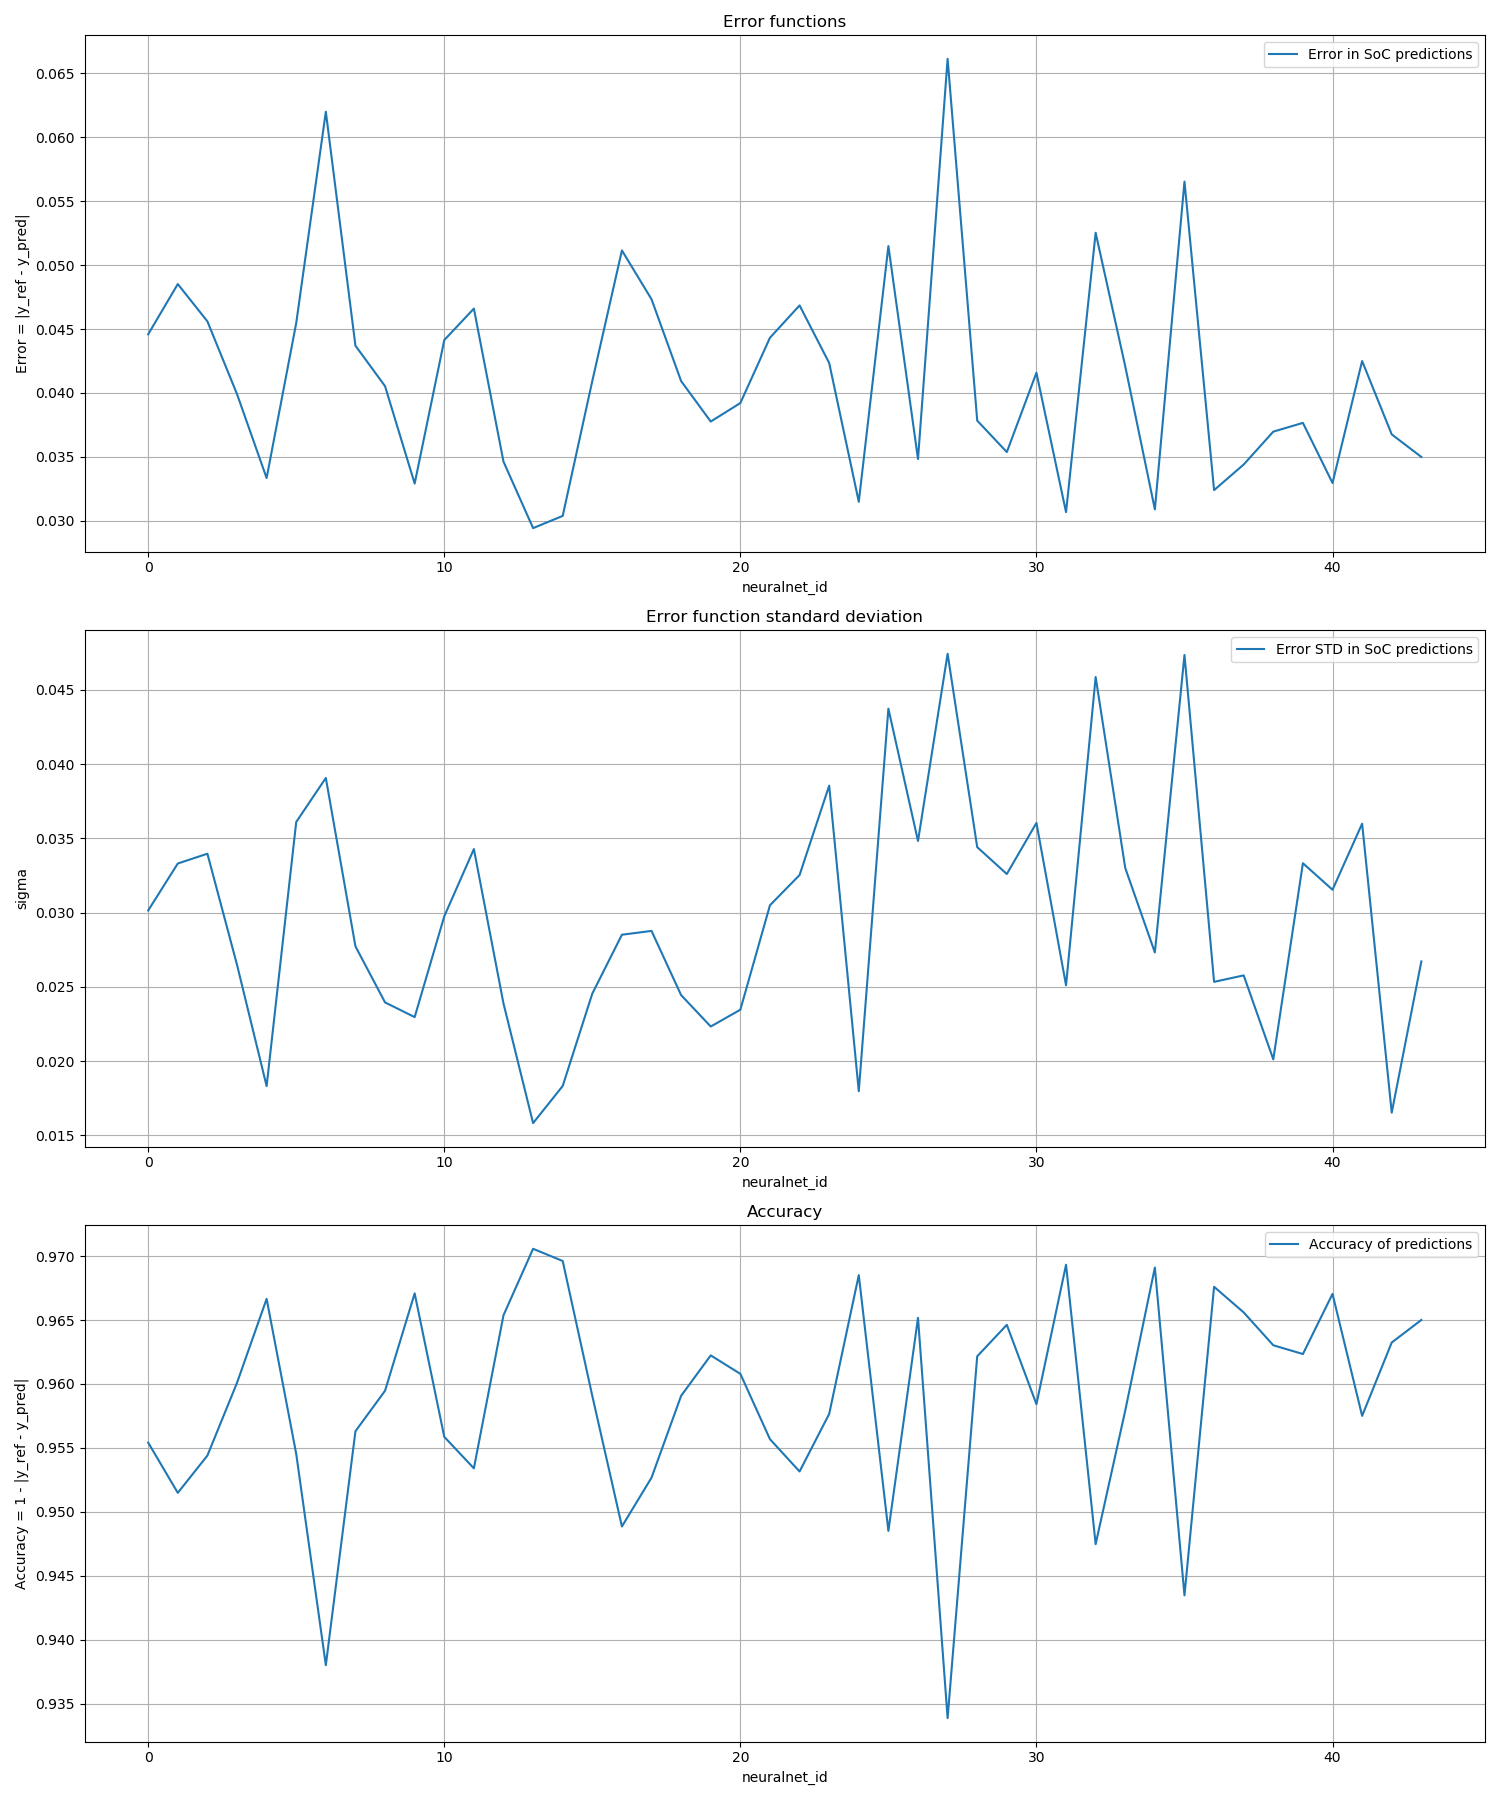 Error functions
Error in SoC predictions
0.065
0.060
0.055
0.050
0.045
0.040
0.035
0.030
Error = |y_ref - y_pred|
0 10 20 30 40
neuralnet_id
Error function standard deviation
Error STD in SoC predictions
0.045
0.040
0.035
0.030
0.025
0.020
0.015
sigma
0 10 20 30 40
neuralnet_id
Accuracy
Accuracy of predictions
0.970
0.965
0.960
0.955
0.950
0.945
0.940
0.935
Accuracy = 1 - |y_ref - y_pred|
0 10 20 30 40
neuralnet_id